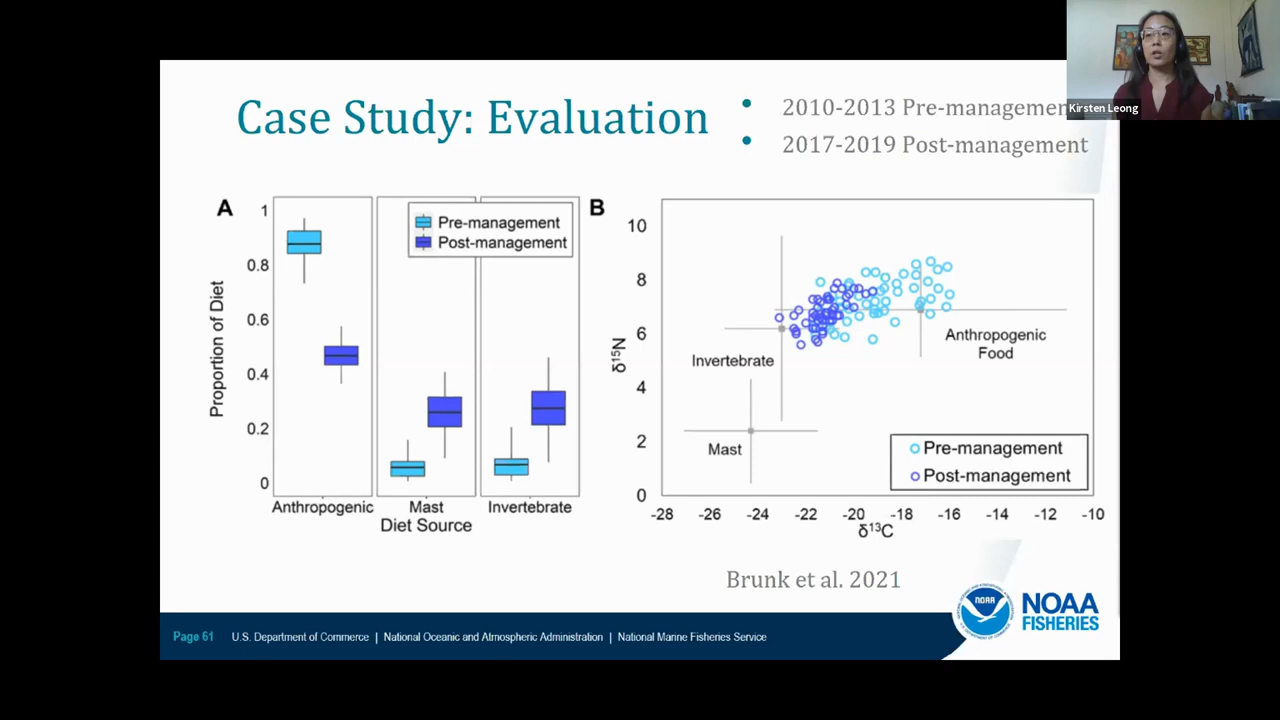 Case Study: Evaluation
• 2010-2013 Pre-managemen
• 2017-2019 Post-management
Kirsten Leong
A
1
0.8
0.6
0.4
0.2
0
Proportion of Diet
Pre-management
Post-management
Anthropogenic
Mast
Invertebrate
Diet Source
B
10
8
6
4
2
0
δ15N
Invertebrate
Mast
Anthropogenic
Food
Pre-management
Post-management
-28 -26 -24 -22 -20 -18 -16 -14 -12 -10
δ13C
Brunk et al. 2021
NOAA
NOAA
FISHERIES
Page 61 U.S. Department of Commerce | National Oceanic and Atmospheric Administration | National Marine Fisheries Service